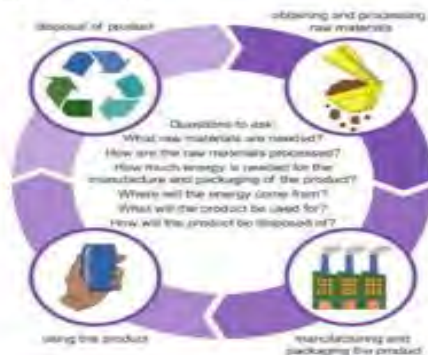 disposal of product
obtaining and processing
raw materials
Questions to ask:
What raw materials are needed?
How are the raw materials processed?
How much energy is needed for the
manufacture and packaging of the product?
Where will the energy come from?
What will the product be used for?
How will the product be disposed of?
using the product
manufacturing and
packaging the product